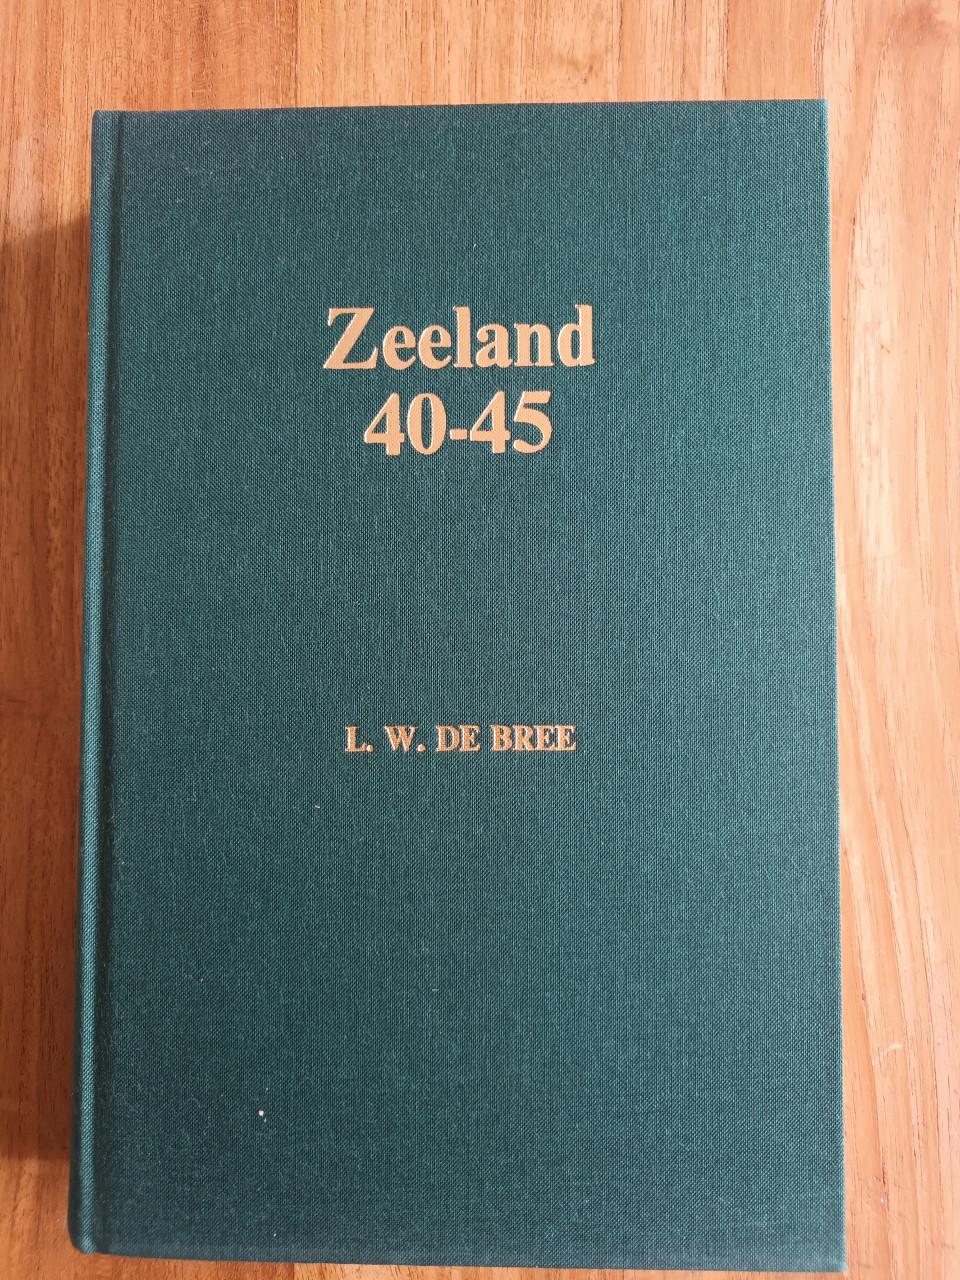 Zeeland
40-45
L. W. DE BREE